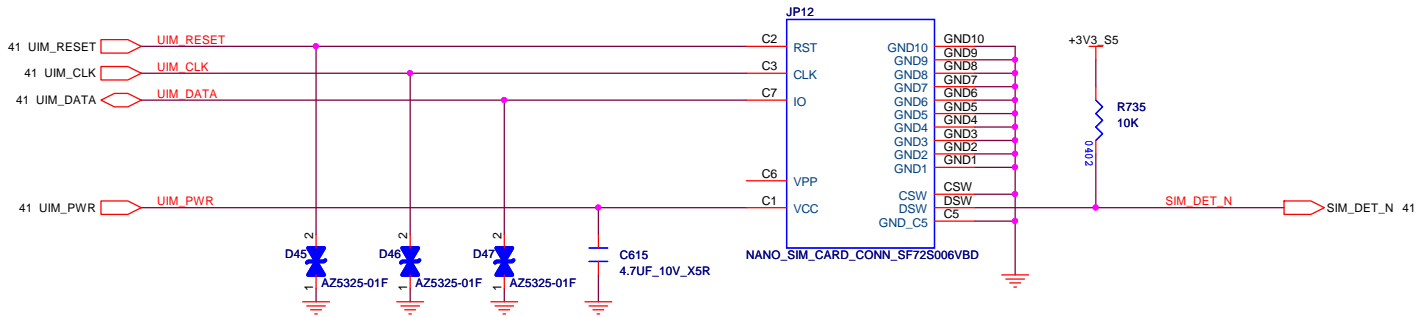 JP12
41 UIM_RESET UIM_RESET C2 RST GND10 GND10
GND9 GND9
+3V3_S5
41 UIM_CLK UIM_CLK C3 CLK GND8 GND8
GND7 GND7
41 UIM_DATA UIM_DATA C7 IO GND6 GND6
GND5 GND5
R735
10K
0402
GND4 GND4
GND3 GND3
GND2 GND2
GND1 GND1
C6 VPP
CSW CSW
41 UIM_PWR UIM_PWR C1 VCC DSW DSW SIM_DET_N SIM_DET_N 41
GND_C5 C5
2 2 2
D45 D46 D47 C615 NANO_SIM_CARD_CONN_SF72S006VBD
4.7UF_10V_X5R
1 AZ5325-01F 1 AZ5325-01F 1 AZ5325-01F